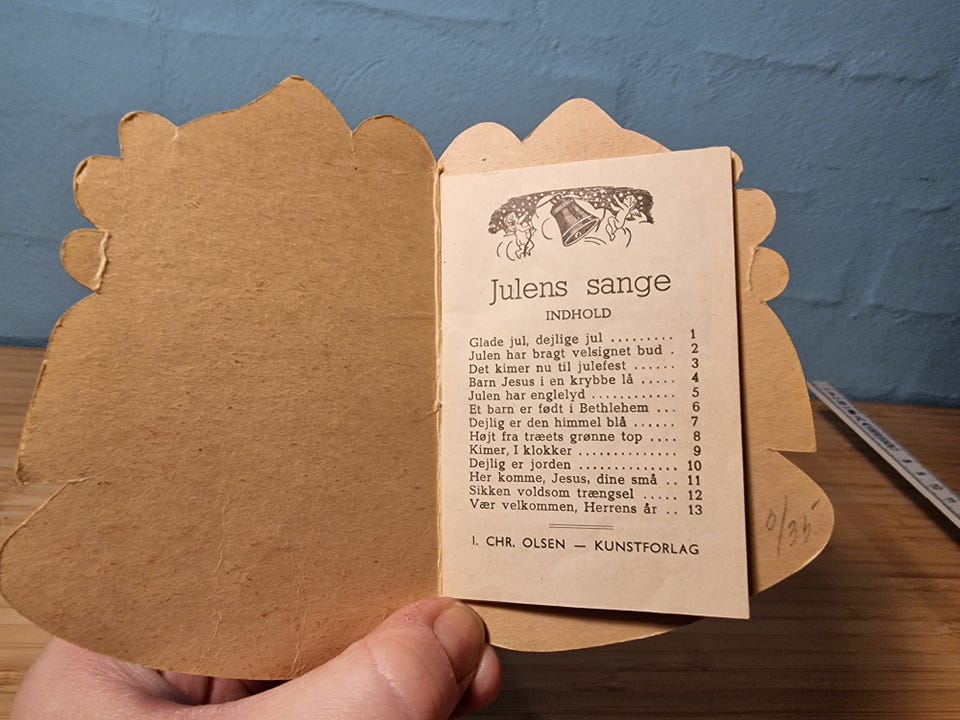 Julens sange
INDHOLD
Glade jul, dejlige jul ......... 1
Julen har bragt velsignet bud . 2
Det kimer nu til julefest ...... 3
Barn Jesus i en krybbe lå ..... 4
Julen har englelyd ............ 5
Et barn er født i Bethlehem ... 6
Dejlig er den himmel blå ...... 7
Højt fra træets grønne top .... 8
Kimer, I klokker .............. 9
Dejlig er jorden ............. 10
Her komme, Jesus, dine små .. 11
Sikken voldsom trængsel ..... 12
Vær velkommen, Herrens år .. 13
I. CHR. OLSEN — KUNSTFORLAG
0/35